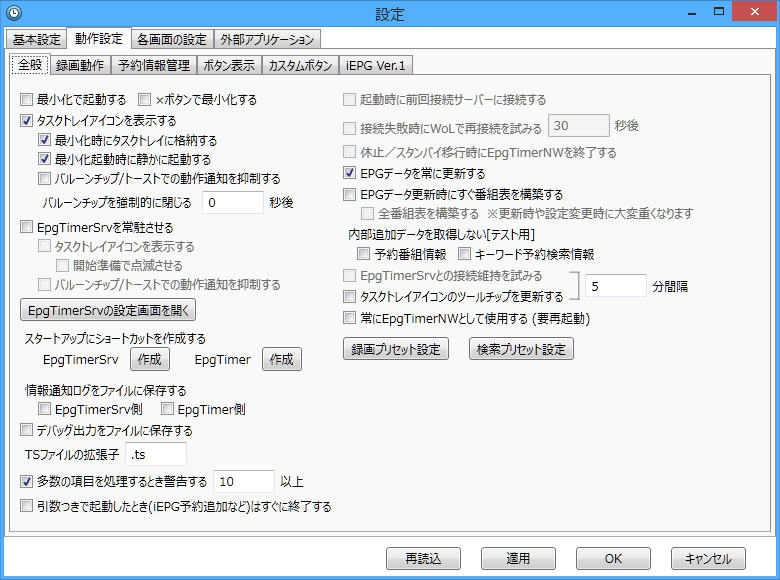 設定
基本設定 動作設定 各画面の設定 外部アプリケーション
全般 録画動作 予約情報管理 ボタン表示 カスタムボタン iEPG Ver.1
最小化で起動する ×ボタンで最小化する
タスクトレイアイコンを表示する
最小化時にタスクトレイに格納する
最小化起動時に静かに起動する
バルーンチップ/トーストでの動作通知を抑制する
バルーンチップを強制的に閉じる 0 秒後
EpgTimerSrvを常駐させる
タスクトレイアイコンを表示する
開始準備で点滅させる
バルーンチップ/トーストでの動作通知を抑制する
EpgTimerSrvの設定画面を開く
スタートアップにショートカットを作成する
EpgTimerSrv 作成 EpgTimer 作成
情報通知ログをファイルに保存する
EpgTimerSrv側 EpgTimer側
デバッグ出力をファイルに保存する
TSファイルの拡張子 .ts
多数の項目を処理するとき警告する 10 以上
引数つきで起動したとき(iEPG予約追加など)はすぐに終了する
起動時に前回接続サーバーに接続する
接続失敗時にWoLで再接続を試みる 30 秒後
休止／スタンバイ移行時にEpgTimerNWを終了する
EPGデータを常に更新する
EPGデータ更新時にすぐ番組表を構築する
全番組表を構築する ※更新時や設定変更時に大変重くなります
内部追加データを取得しない[テスト用]
予約番組情報 キーワード予約検索情報
EpgTimerSrvとの接続維持を試みる
タスクトレイアイコンのツールチップを更新する 5 分間隔
常にEpgTimerNWとして使用する (要再起動)
録画プリセット設定 検索プリセット設定
再読込 適用 OK キャンセル